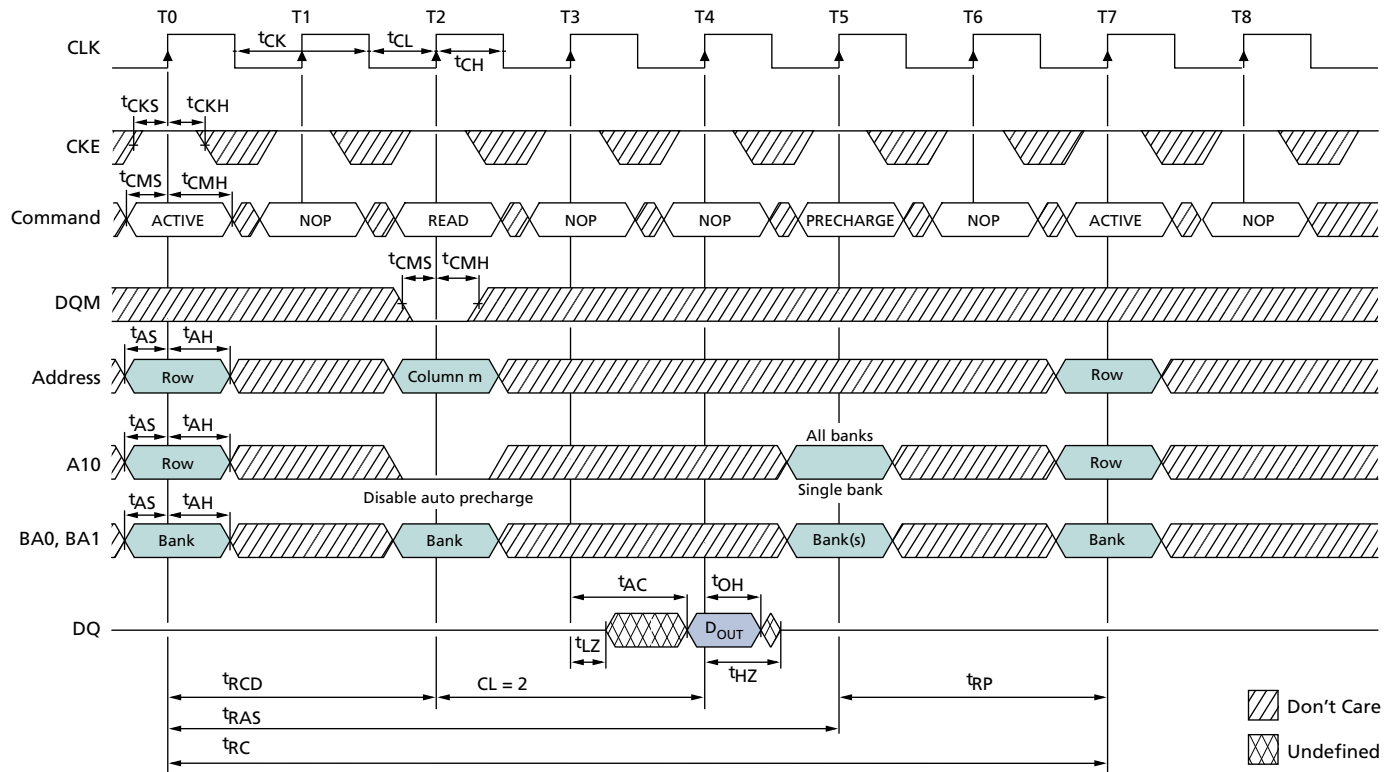 T0 T1 T2 T3 T4 T5 T6 T7 T8
CLK
tCK tCL
tCH
tCKS tCKH
CKE
tCMS tCMH
Command ACTIVE NOP READ NOP NOP PRECHARGE NOP ACTIVE NOP
tCMS tCMH
DQM
tAS tAH
Address Row Column m Row
tAS tAH
All banks
A10 Row Row
Disable auto precharge
Single bank
tAS tAH
BA0, BA1 Bank Bank Bank(s) Bank
tAC tOH
DQ DOUT
tLZ
tHZ
tRCD CL = 2 tRP
tRAS
tRC
Don't Care
Undefined